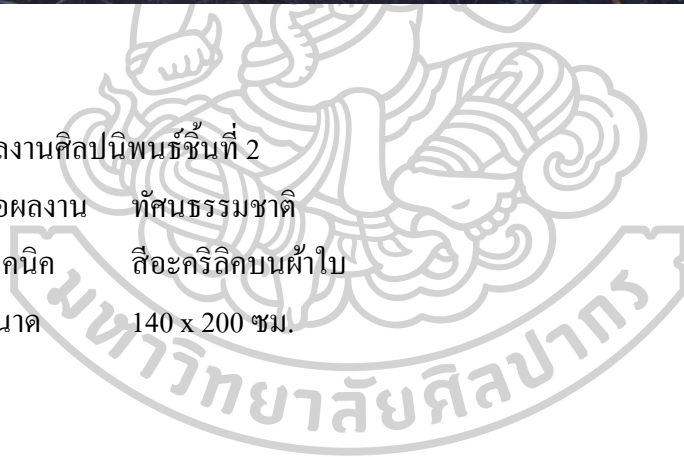 ลงานศิลปนิพนธ์ชิ้นที่ 2
อผลงาน ทัศนธรรมชาติ
คนิค สีอะคริลิคบนผ้าใบ
นาด 140 x 200 ซม.
มหาวิทยาลัยศิลปากร